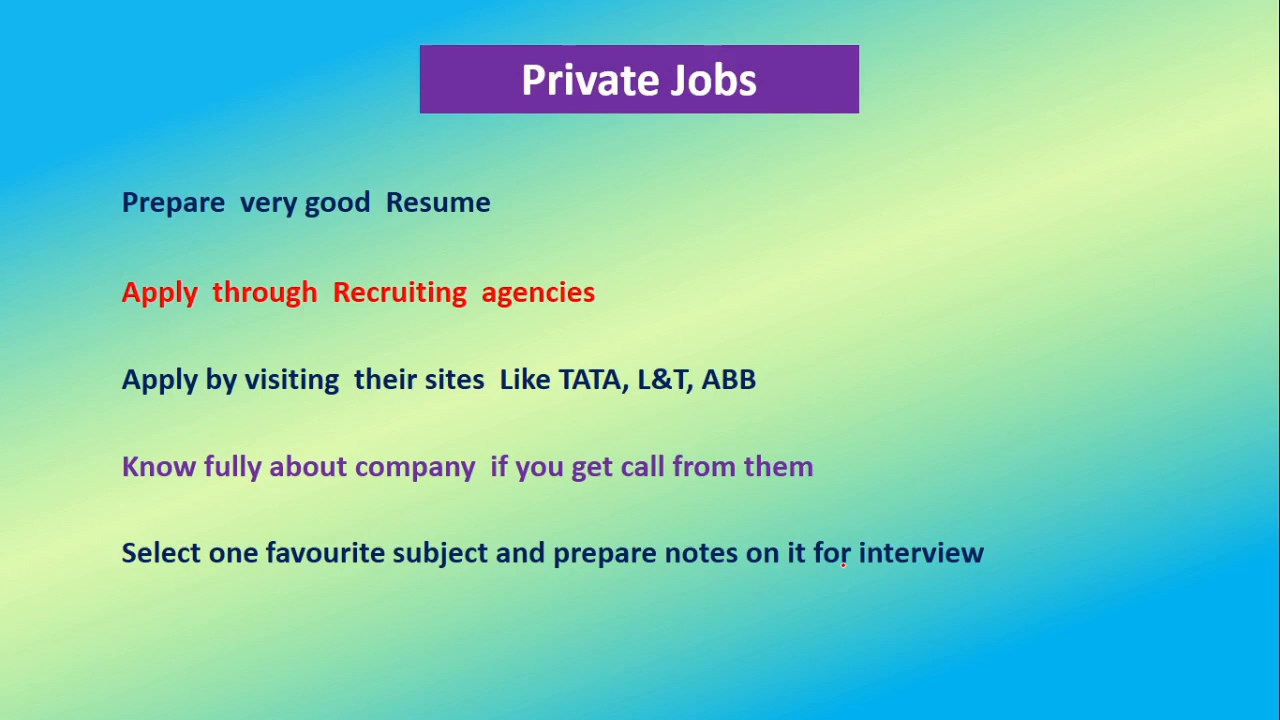 Private Jobs
Prepare very good Resume
Apply through Recruiting agencies
Apply by visiting their sites Like TATA, L&T, ABB
Know fully about company if you get call from them
Select one favourite subject and prepare notes on it for interview